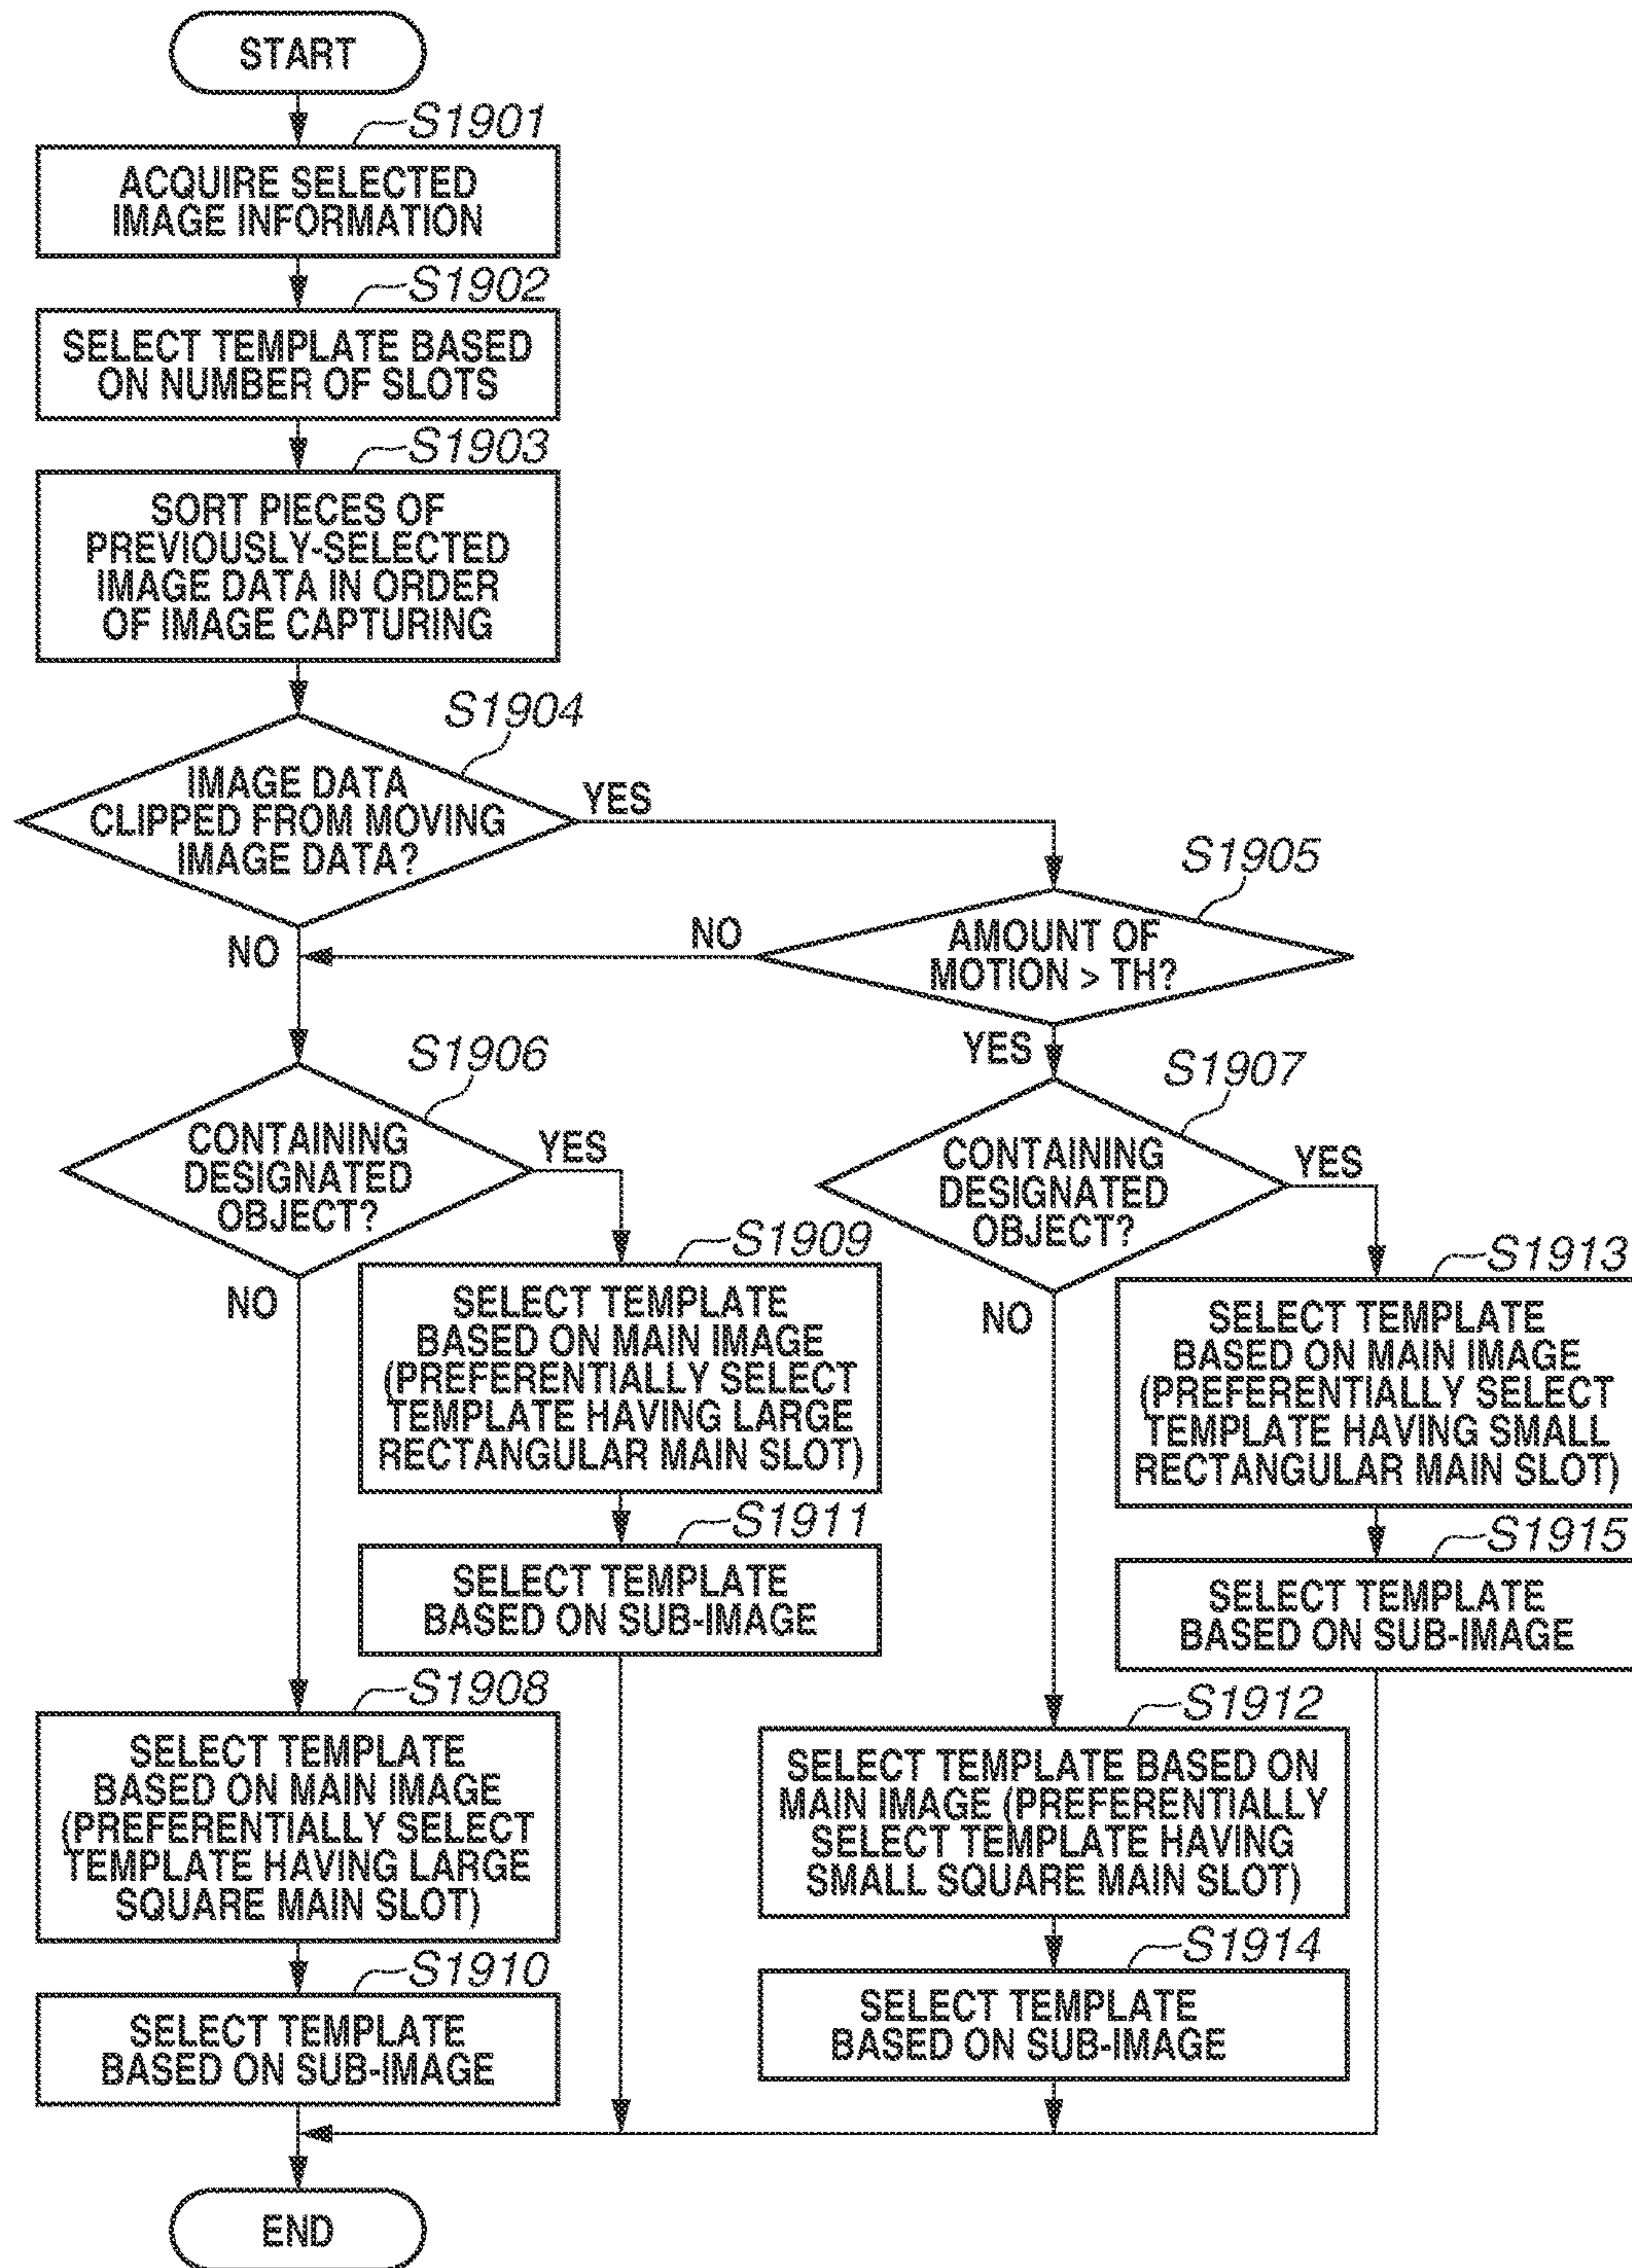 START
S1901
ACQUIRE SELECTED
IMAGE INFORMATION
S1902
SELECT TEMPLATE BASED
ON NUMBER OF SLOTS
S1903
SORT PIECES OF
PREVIOUSLY-SELECTED
IMAGE DATA IN ORDER
OF IMAGE CAPTURING
S1904
IMAGE DATA
CLIPPED FROM MOVING
IMAGE DATA?
YES
NO
S1905
AMOUNT OF
MOTION > TH?
NO
YES
S1906
CONTAINING
DESIGNATED
OBJECT?
YES
NO
S1907
CONTAINING
DESIGNATED
OBJECT?
YES
NO
S1909
SELECT TEMPLATE
BASED ON MAIN IMAGE
(PREFERENTIALLY SELECT
TEMPLATE HAVING LARGE
RECTANGULAR MAIN SLOT)
S1911
SELECT TEMPLATE
BASED ON SUB-IMAGE
S1913
SELECT TEMPLATE
BASED ON MAIN IMAGE
(PREFERENTIALLY SELECT
TEMPLATE HAVING SMALL
RECTANGULAR MAIN SLOT)
S1915
SELECT TEMPLATE
BASED ON SUB-IMAGE
S1908
SELECT TEMPLATE
BASED ON MAIN IMAGE
(PREFERENTIALLY SELECT
TEMPLATE HAVING LARGE
SQUARE MAIN SLOT)
S1910
SELECT TEMPLATE
BASED ON SUB-IMAGE
S1912
SELECT TEMPLATE BASED ON
MAIN IMAGE (PREFERENTIALLY
SELECT TEMPLATE HAVING
SMALL SQUARE MAIN SLOT)
S1914
SELECT TEMPLATE
BASED ON SUB-IMAGE
END